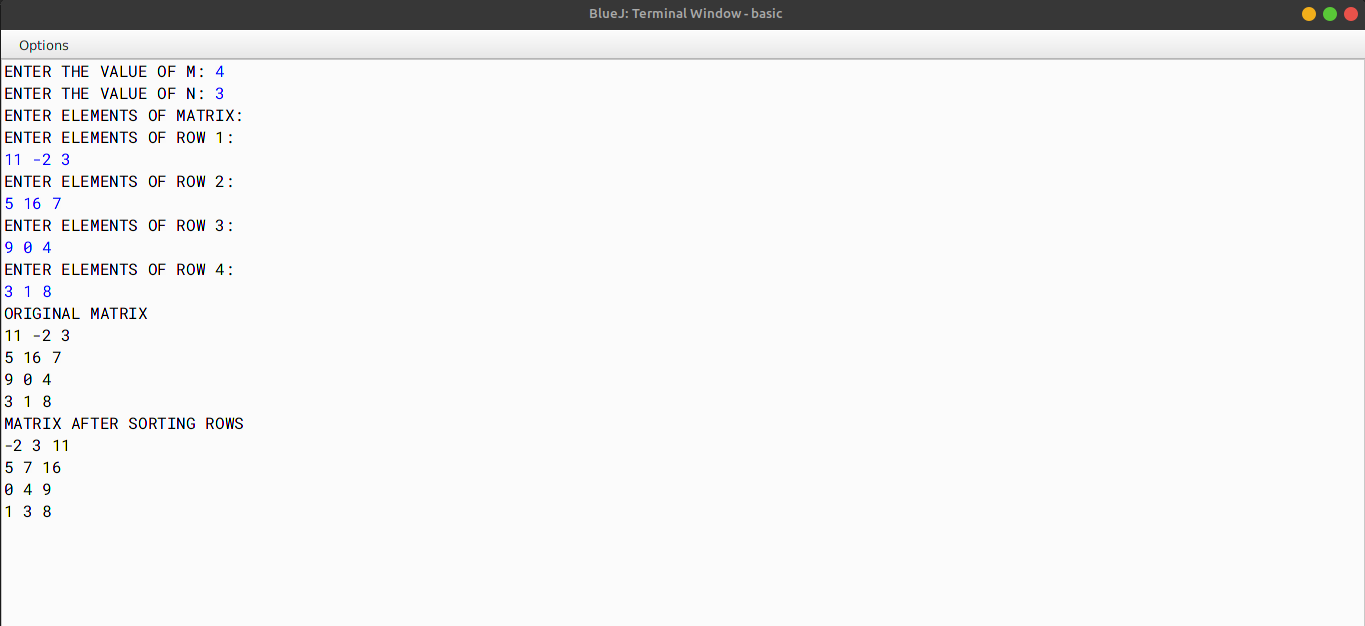 BlueJ: Terminal Window - basic
Options
ENTER THE VALUE OF M: 4
ENTER THE VALUE OF N: 3
ENTER ELEMENTS OF MATRIX:
ENTER ELEMENTS OF ROW 1:
11 -2 3
ENTER ELEMENTS OF ROW 2:
5 16 7
ENTER ELEMENTS OF ROW 3:
9 0 4
ENTER ELEMENTS OF ROW 4:
3 1 8
ORIGINAL MATRIX
11 -2 3
5 16 7
9 0 4
3 1 8
MATRIX AFTER SORTING ROWS
-2 3 11
5 7 16
0 4 9
1 3 8